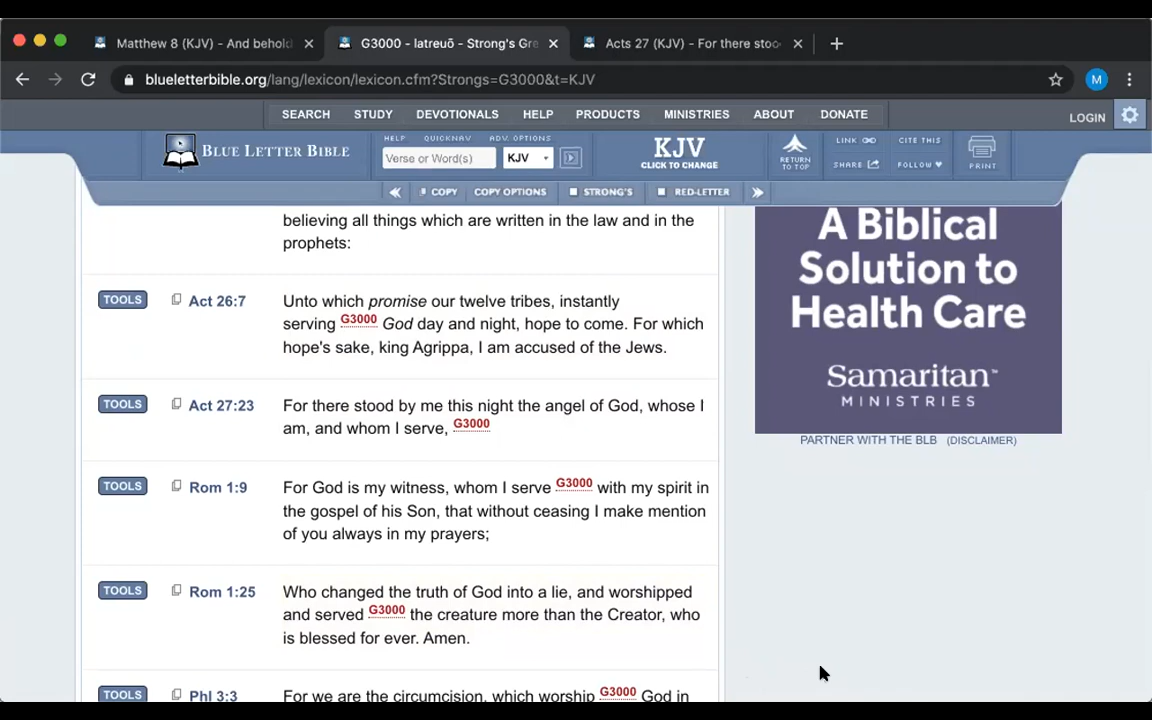 Matthew 8 (KJV) - And behold
G3000 - latreuō - Strong's Gre
Acts 27 (KJV) - For there stoo
blueletterbible.org/lang/lexicon/lexicon.cfm?Strongs=G3000&t=KJV
M
SEARCH STUDY DEVOTIONALS HELP PRODUCTS MINISTRIES ABOUT DONATE
LOGIN
BLUE LETTER BIBLE
HELP QUICKNAV ADV. OPTIONS
Verse or Word(s)
KJV
KJV
CLICK TO CHANGE
RETURN
TO TOP
LINK CITE THIS
SHARE FOLLOW
PRINT
COPY COPY OPTIONS STRONG'S RED-LETTER
believing all things which are written in the law and in the
prophets:
TOOLS Act 26:7 Unto which promise our twelve tribes, instantly
serving G3000 God day and night, hope to come. For which
hope's sake, king Agrippa, I am accused of the Jews.
TOOLS Act 27:23 For there stood by me this night the angel of God, whose I
am, and whom I serve, G3000
TOOLS Rom 1:9 For God is my witness, whom I serve G3000 with my spirit in
the gospel of his Son, that without ceasing I make mention
of you always in my prayers;
TOOLS Rom 1:25 Who changed the truth of God into a lie, and worshipped
and served G3000 the creature more than the Creator, who
is blessed for ever. Amen.
TOOLS Phl 3:3 For we are the circumcision, which worship G3000 God in
A Biblical
Solution to
Health Care
Samaritan™
MINISTRIES
PARTNER WITH THE BLB (DISCLAIMER)